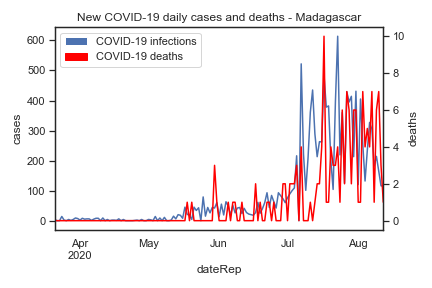 New COVID-19 daily cases and deaths - Madagascar
COVID-19 infections
COVID-19 deaths
600
500
400
300
200
100
0
cases
10
8
6
4
2
0
deaths
Apr
2020
May
Jun
Jul
Aug
dateRep